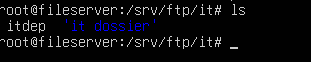 root@fileserver:/srv/ftp/it# ls
itdep  'it dossier'
root@fileserver:/srv/ftp/it# _